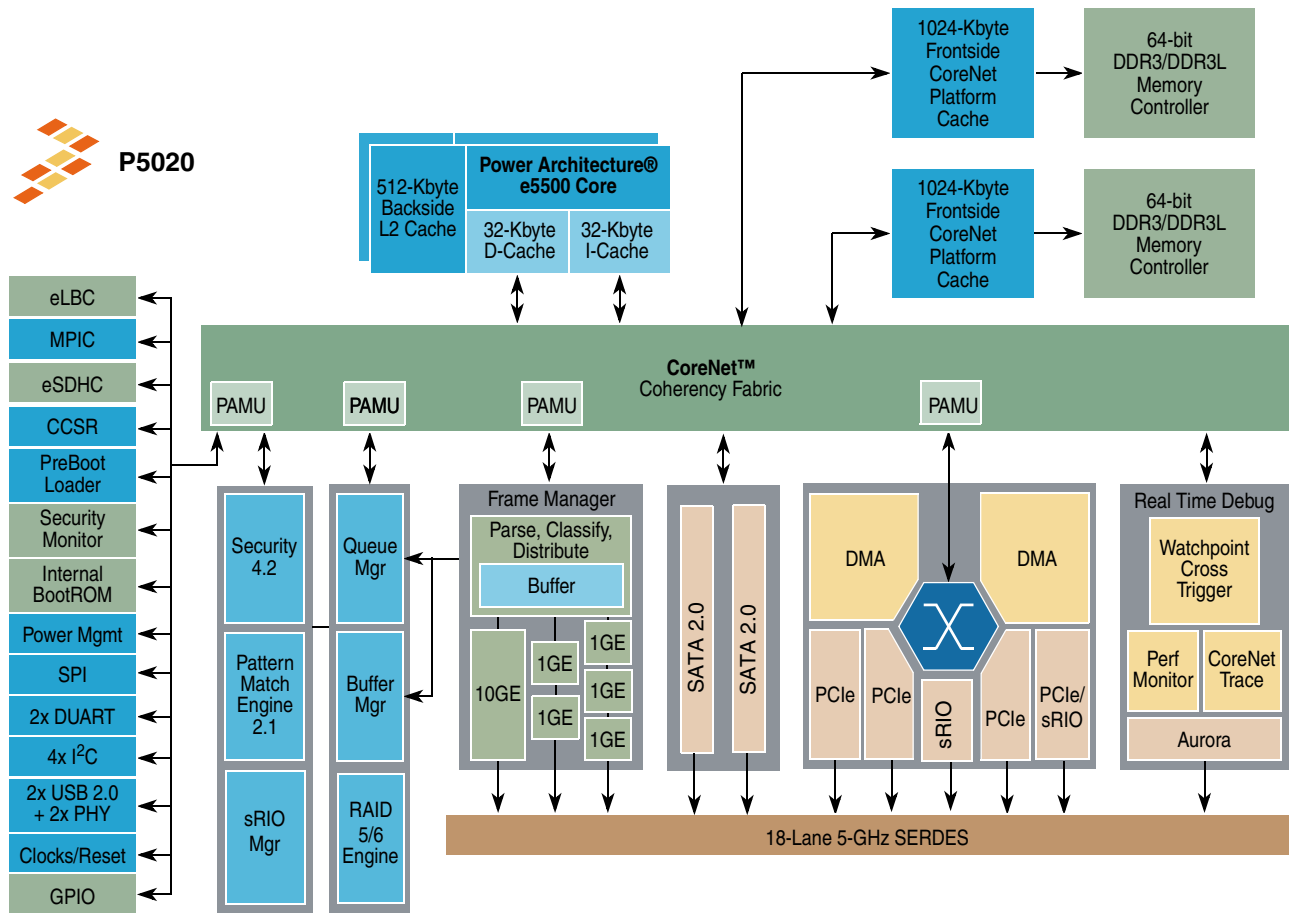 P5020
512-Kbyte
Backside
L2 Cache
Power Architecture®
e5500 Core
32-Kbyte
D-Cache
32-Kbyte
I-Cache
1024-Kbyte
Frontside
CoreNet
Platform
Cache
64-bit
DDR3/DDR3L
Memory
Controller
1024-Kbyte
Frontside
CoreNet
Platform
Cache
64-bit
DDR3/DDR3L
Memory
Controller
eLBC
MPIC
eSDHC
CCSR
PreBoot
Loader
Security
Monitor
Internal
BootROM
Power Mgmt
SPI
2x DUART
4x I²C
2x USB 2.0
+ 2x PHY
Clocks/Reset
GPIO
CoreNet™
Coherency Fabric
PAMU
PAMU
PAMU
PAMU
Security
4.2
Pattern
Match
Engine
2.1
sRIO
Mgr
Queue
Mgr
Buffer
Mgr
RAID
5/6
Engine
Frame Manager
Parse, Classify,
Distribute
Buffer
10GE
1GE
1GE
1GE
1GE
1GE
SATA 2.0
SATA 2.0
DMA
DMA
PCIe
PCIe
sRIO
PCIe
PCIe/
sRIO
Real Time Debug
Watchpoint
Cross
Trigger
Perf
Monitor
CoreNet
Trace
Aurora
18-Lane 5-GHz SERDES